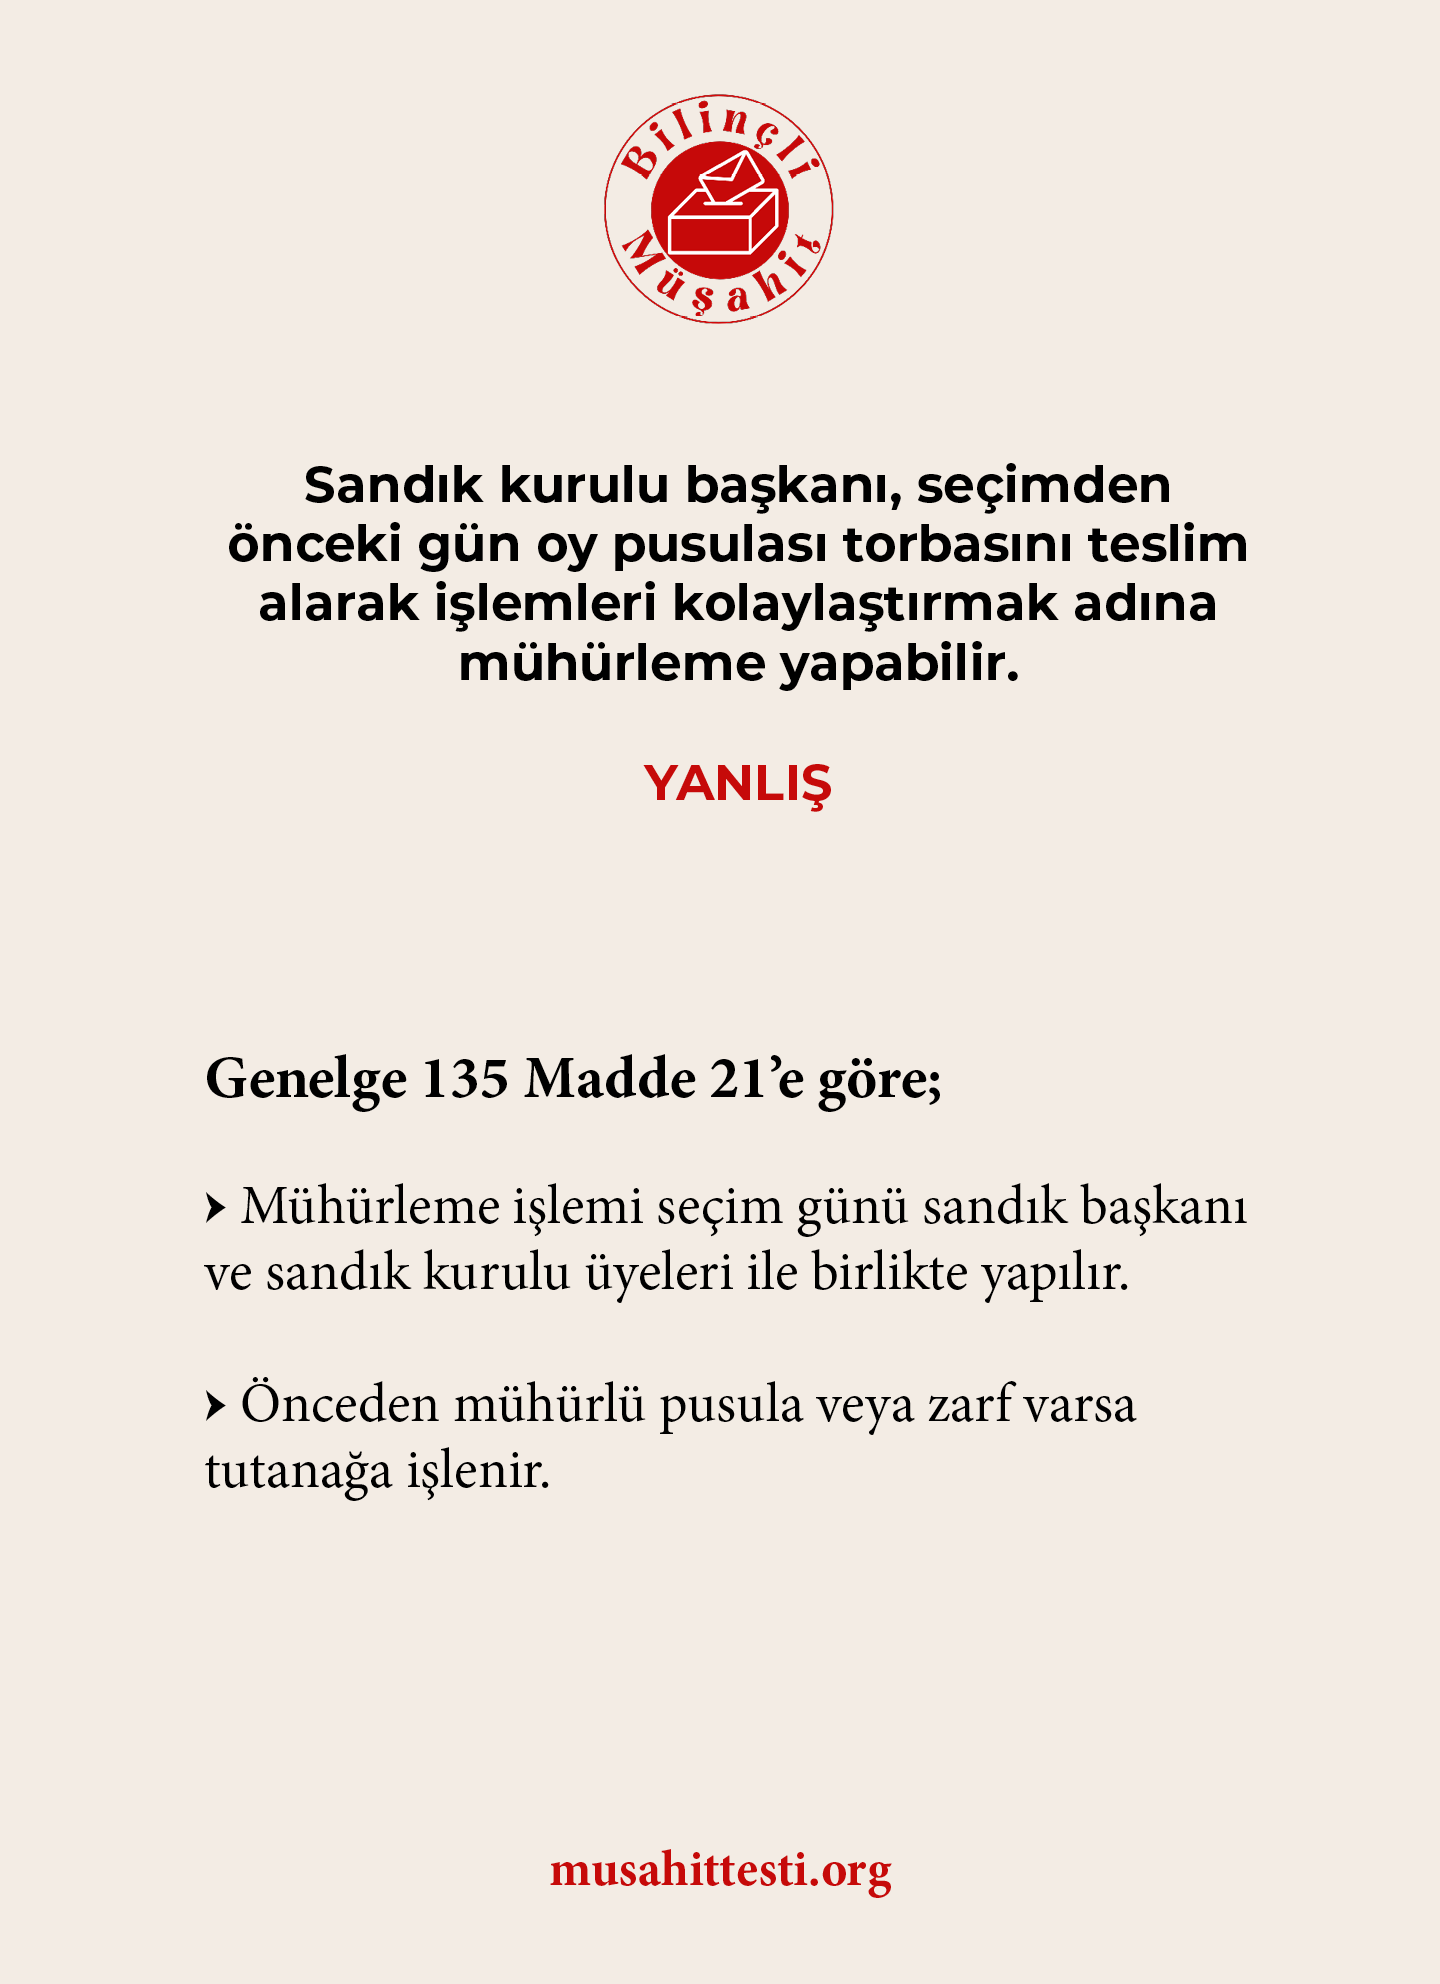 Bilinçli
Müşahit
Sandık kurulu başkanı, seçimden
önceki gün oy pusulası torbasını teslim
alarak işlemleri kolaylaştırmak adına
mühürleme yapabilir.
YANLIŞ
Genelge 135 Madde 21’e göre;
➤ Mühürleme işlemi seçim günü sandık başkanı
ve sandık kurulu üyeleri ile birlikte yapılır.
➤ Önceden mühürlü pusula veya zarf varsa
tutanağa işlenir.
musahittesti.org